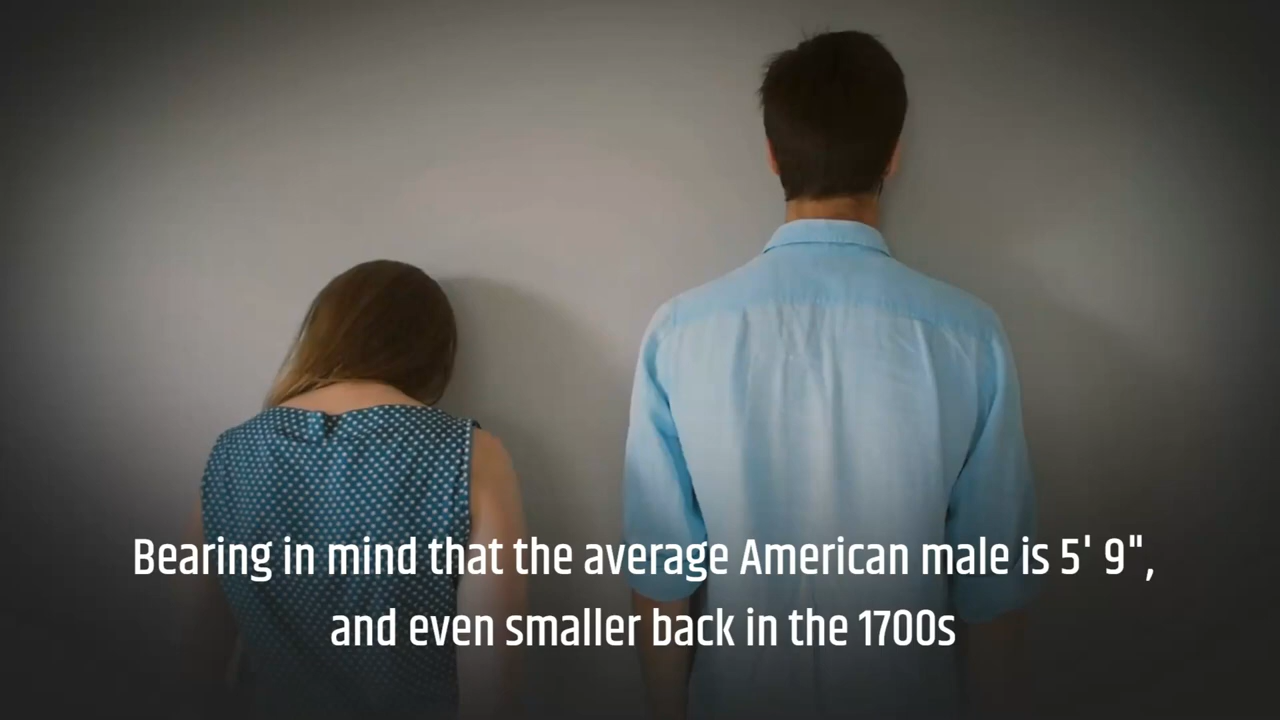 Bearing in mind that the average American male is 5' 9",
and even smaller back in the 1700s